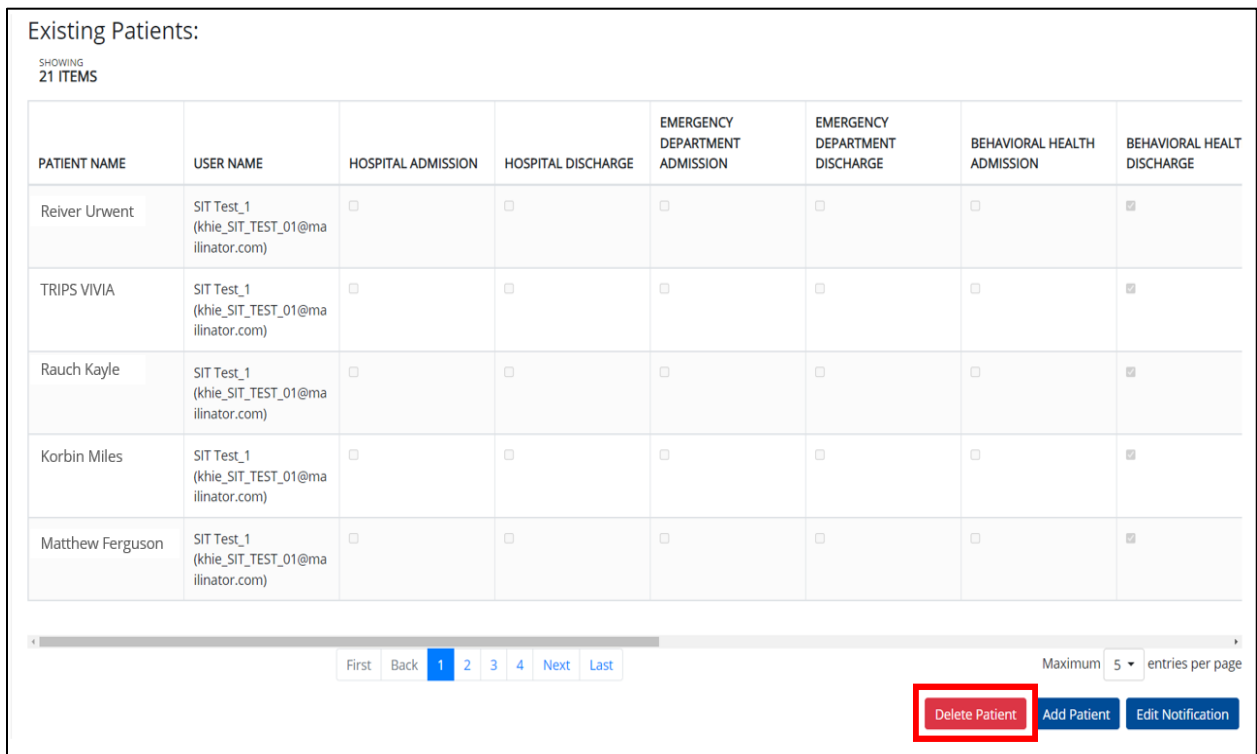 Existing Patients:
SHOWING
21 ITEMS
PATIENT NAME
USER NAME
HOSPITAL ADMISSION
HOSPITAL DISCHARGE
EMERGENCY
DEPARTMENT
ADMISSION
EMERGENCY
DEPARTMENT
DISCHARGE
BEHAVIORAL HEALTH
ADMISSION
BEHAVIORAL HEALT
DISCHARGE
Reiver Urwent
SIT Test_1
(khie_SIT_TEST_01@ma
ilinator.com)
TRIPS VIVIA
SIT Test_1
(khie_SIT_TEST_01@ma
ilinator.com)
Rauch Kayle
SIT Test_1
(khie_SIT_TEST_01@ma
ilinator.com)
Korbin Miles
SIT Test_1
(khie_SIT_TEST_01@ma
ilinator.com)
Matthew Ferguson
SIT Test_1
(khie_SIT_TEST_01@ma
ilinator.com)
First Back 1 2 3 4 Next Last
Maximum 5 entries per page
Delete Patient Add Patient Edit Notification